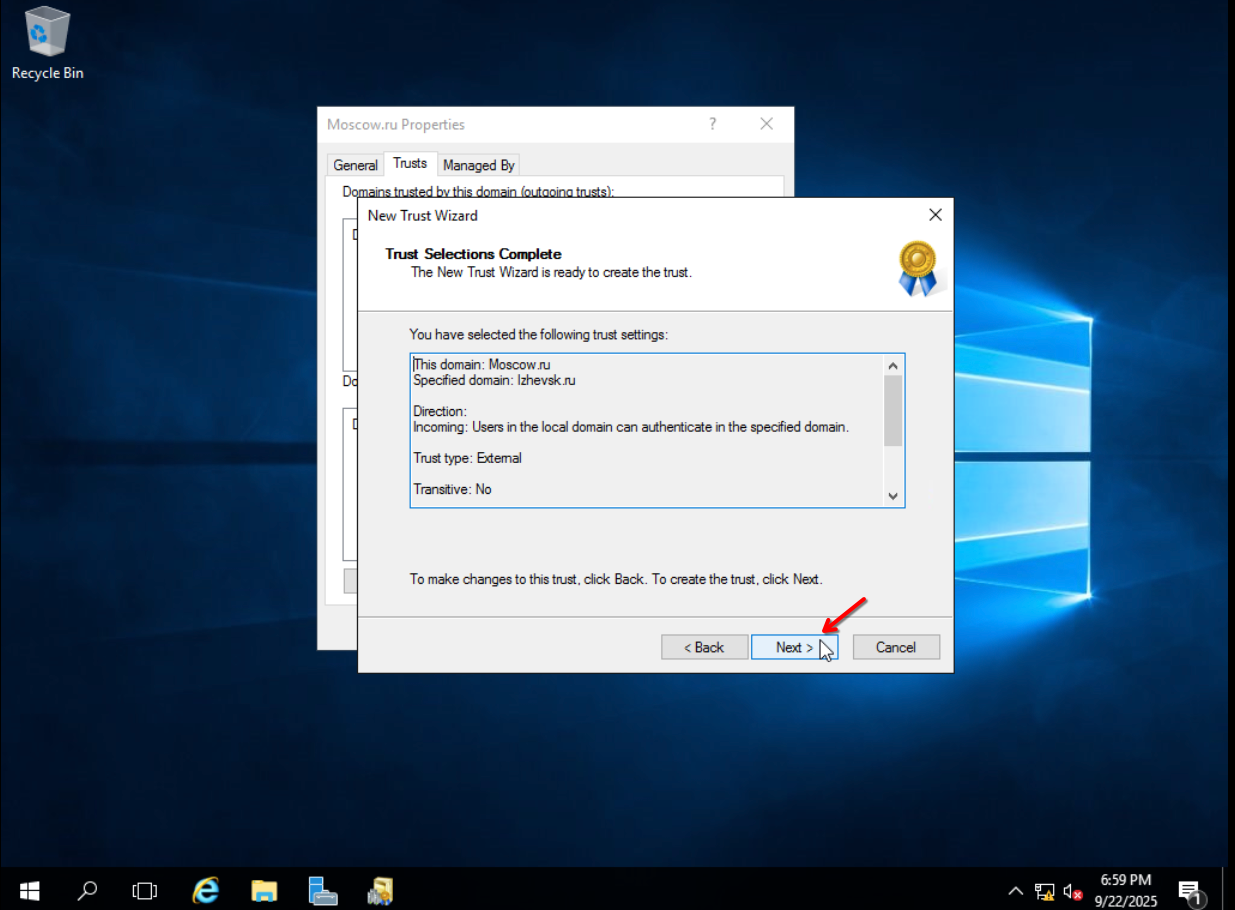 Recycle Bin
Moscow.ru Properties
?
General Trusts Managed By
Domains trusted by this domain (outgoing trusts):
New Trust Wizard
Trust Selections Complete
The New Trust Wizard is ready to create the trust.
You have selected the following trust settings:
This domain: Moscow.ru
Specified domain: Izhevsk.ru
Direction:
Incoming: Users in the local domain can authenticate in the specified domain.
Trust type: External
Transitive: No
Do
To make changes to this trust, click Back. To create the trust, click Next.
< Back Next > Cancel
6:59 PM
9/22/2025
1